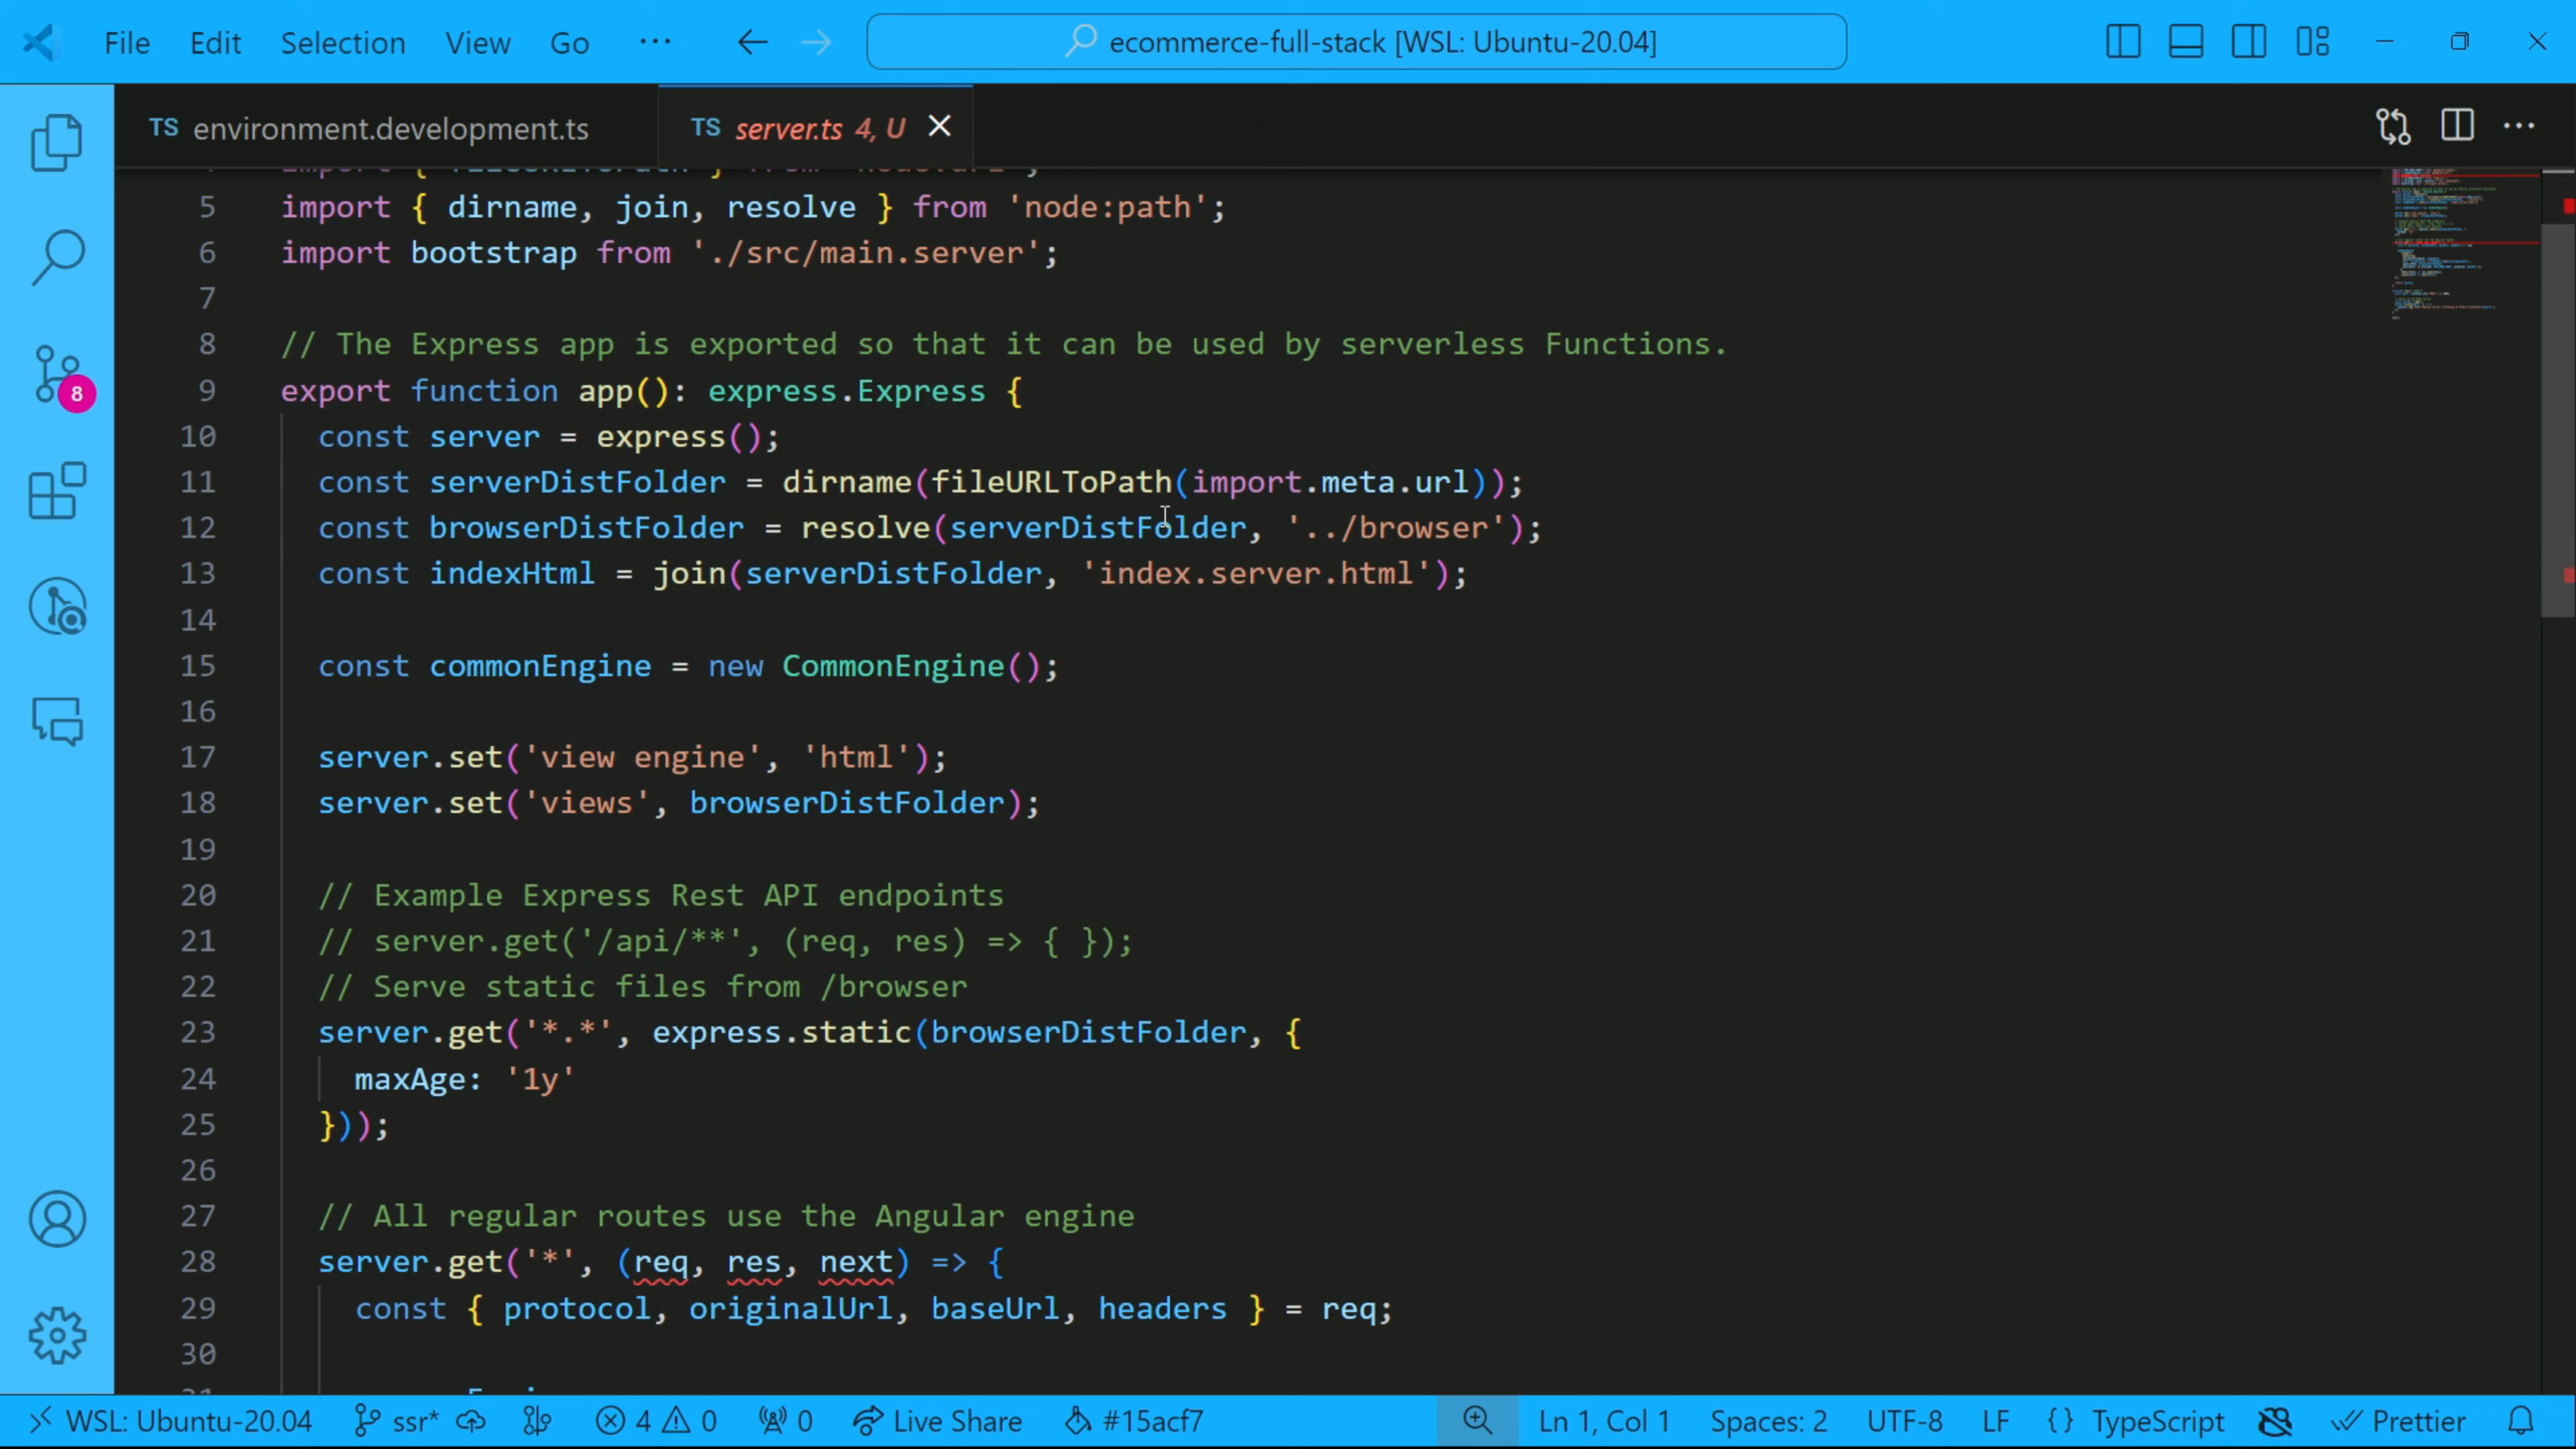 File Edit Selection View Go ··· ecommerce-full-stack [WSL: Ubuntu-20.04]
TS environment.development.ts TS server.ts 4, U
5 import { dirname, join, resolve } from 'node:path';
6 import bootstrap from './src/main.server';
7
8 // The Express app is exported so that it can be used by serverless Functions.
9 export function app(): express.Express {
10 const server = express();
11 const serverDistFolder = dirname(fileURLToPath(import.meta.url));
12 const browserDistFolder = resolve(serverDistFolder, '../browser');
13 const indexHtml = join(serverDistFolder, 'index.server.html');
14
15 const commonEngine = new CommonEngine();
16
17 server.set('view engine', 'html');
18 server.set('views', browserDistFolder);
19
20 // Example Express Rest API endpoints
21 // server.get('/api/**', (req, res) => { });
22 // Serve static files from /browser
23 server.get('*.*', express.static(browserDistFolder, {
24 maxAge: '1y'
25 }));
26
27 // All regular routes use the Angular engine
28 server.get('*', (req, res, next) => {
29 const { protocol, originalUrl, baseUrl, headers } = req;
30
8
WSL: Ubuntu-20.04 ssr* 4 0 0 Live Share #15acf7 Ln 1, Col 1 Spaces: 2 UTF-8 LF {} TypeScript Prettier